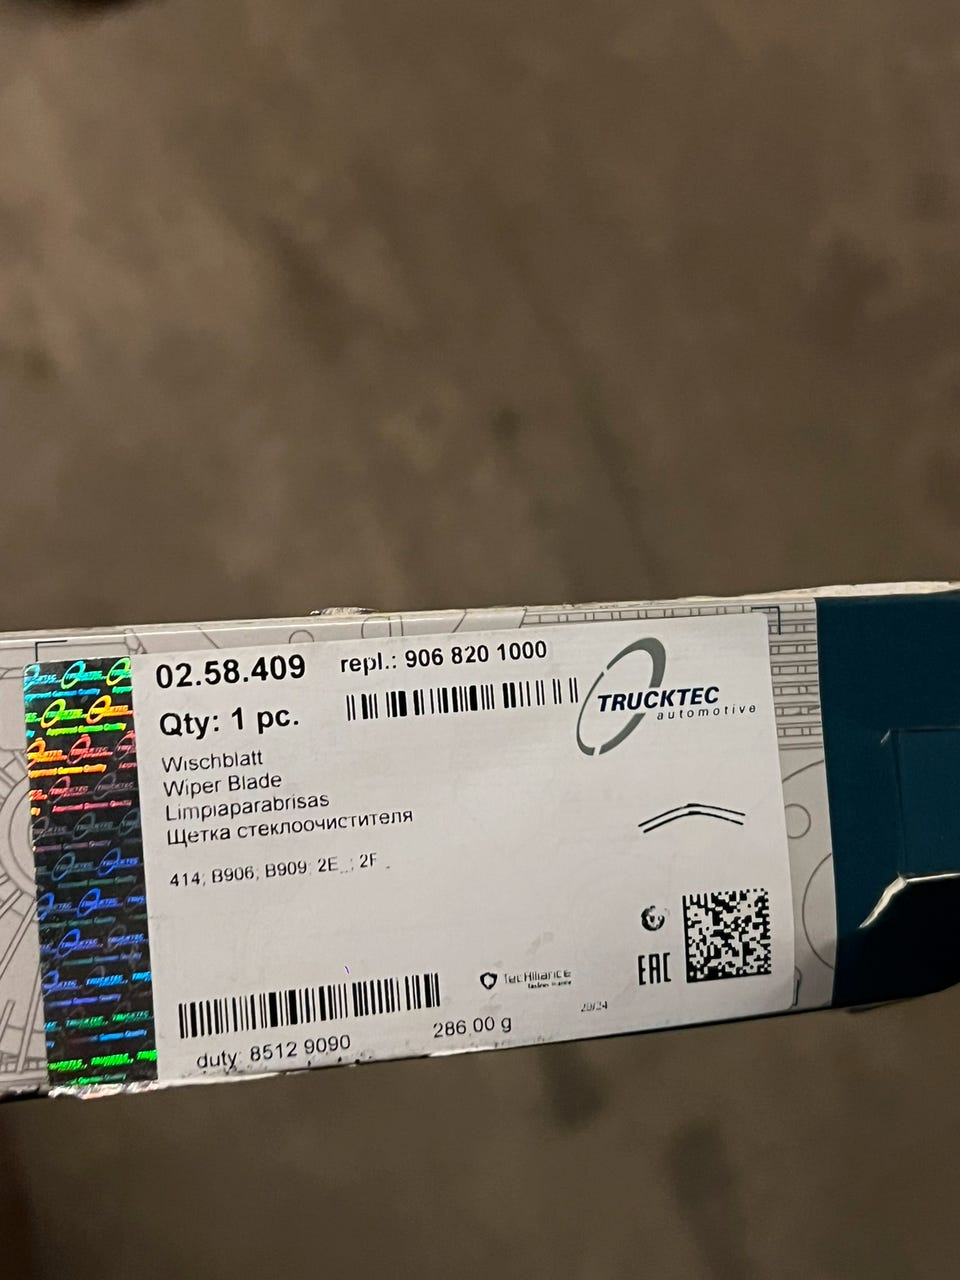 02.58.409
repl.: 906 820 1000
TRUCKTEC
automotive
Qty: 1 pc.
Wischblatt
Wiper Blade
Limpiaparabrisas
Щетка стеклоочистителя
414; B906; B909; 2E..; 2F
TecAlliance
EAC
duty: 8512 9090
286.00 g